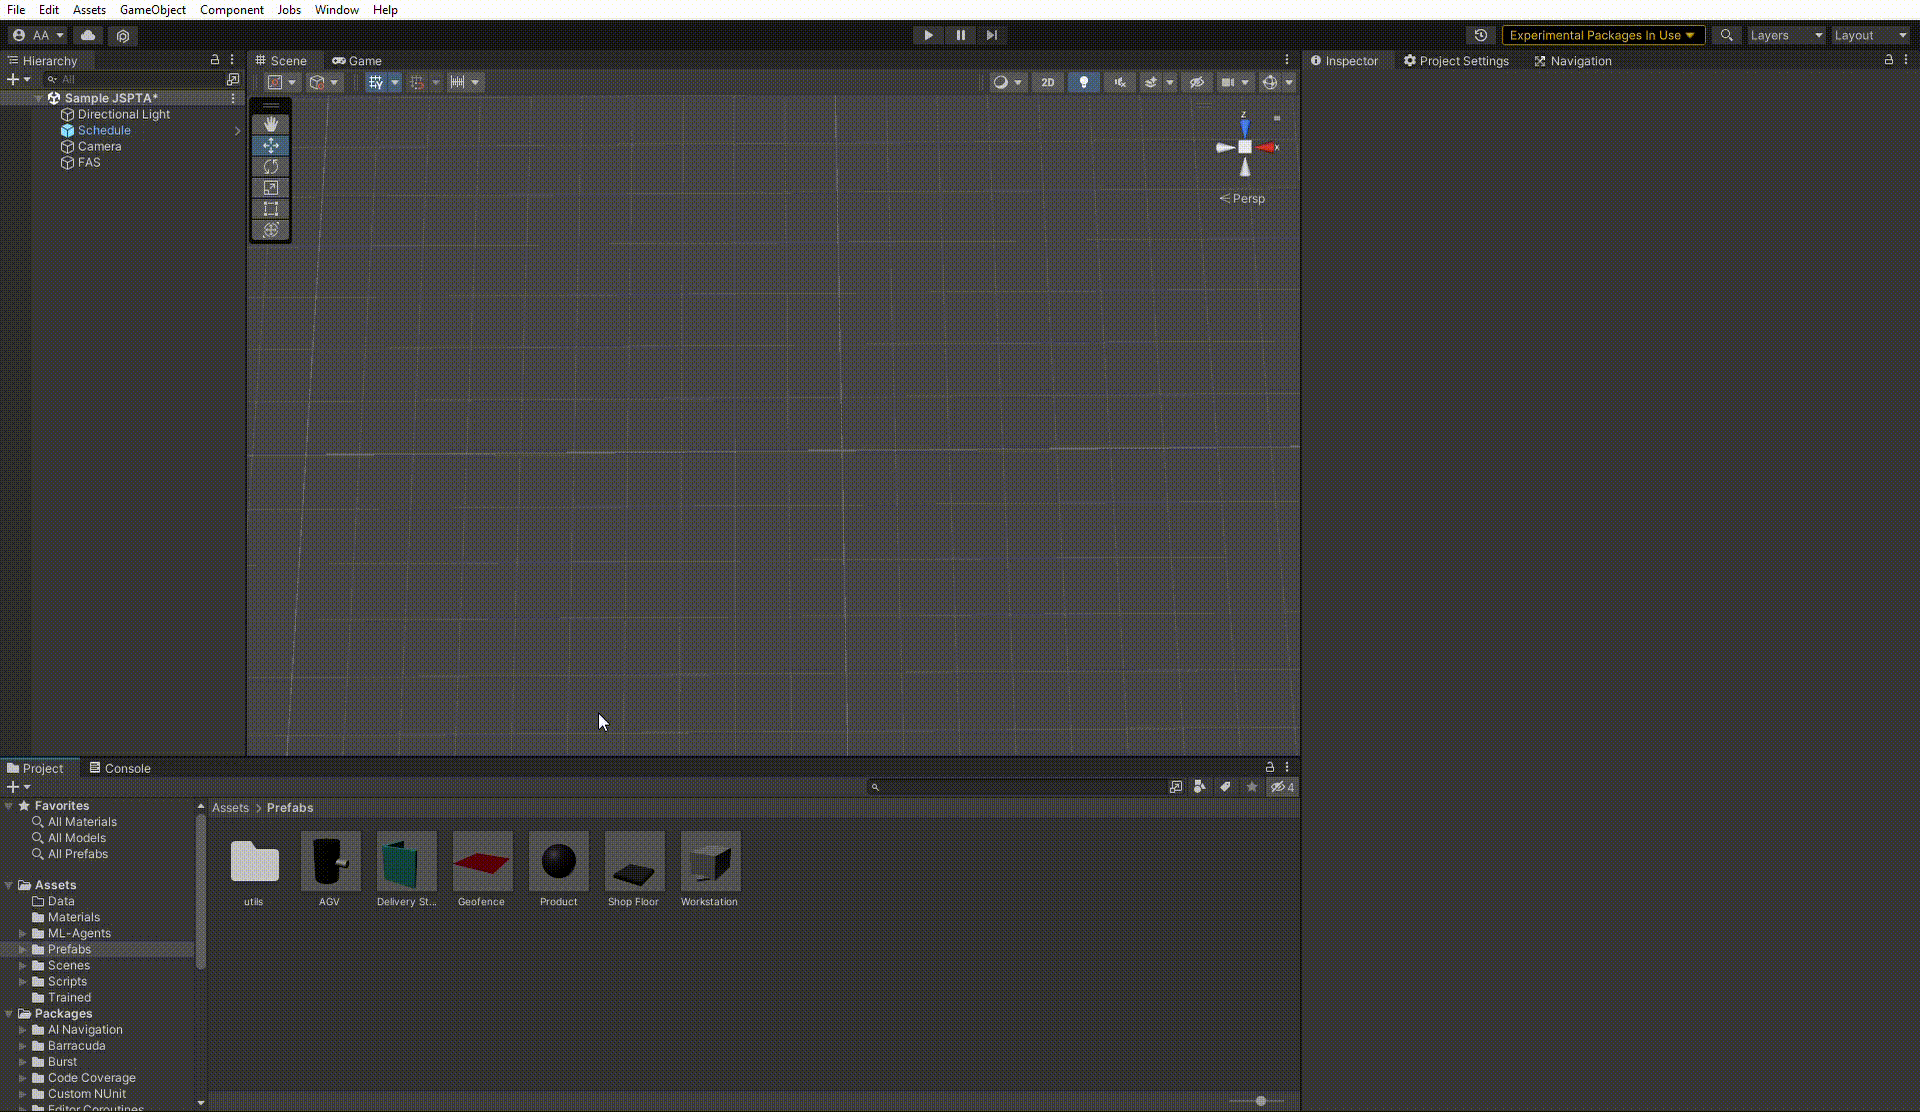 File Edit Assets GameObject Component Jobs Window Help
AA
Experimental Packages In Use
Layers
Layout
Hierarchy
All
Sample JSPTA*
Directional Light
Schedule
Camera
FAS
Scene
Game
2D
z
x
Persp
Inspector
Project Settings
Navigation
Project
Console
4
Favorites
All Materials
All Models
All Prefabs
Assets
Data
Materials
ML-Agents
Prefabs
Scenes
Scripts
Trained
Packages
AI Navigation
Barracuda
Burst
Code Coverage
Custom NUnit
Editor Coroutines
Assets > Prefabs
utils
AGV
Delivery St...
Geofence
Product
Shop Floor
Workstation